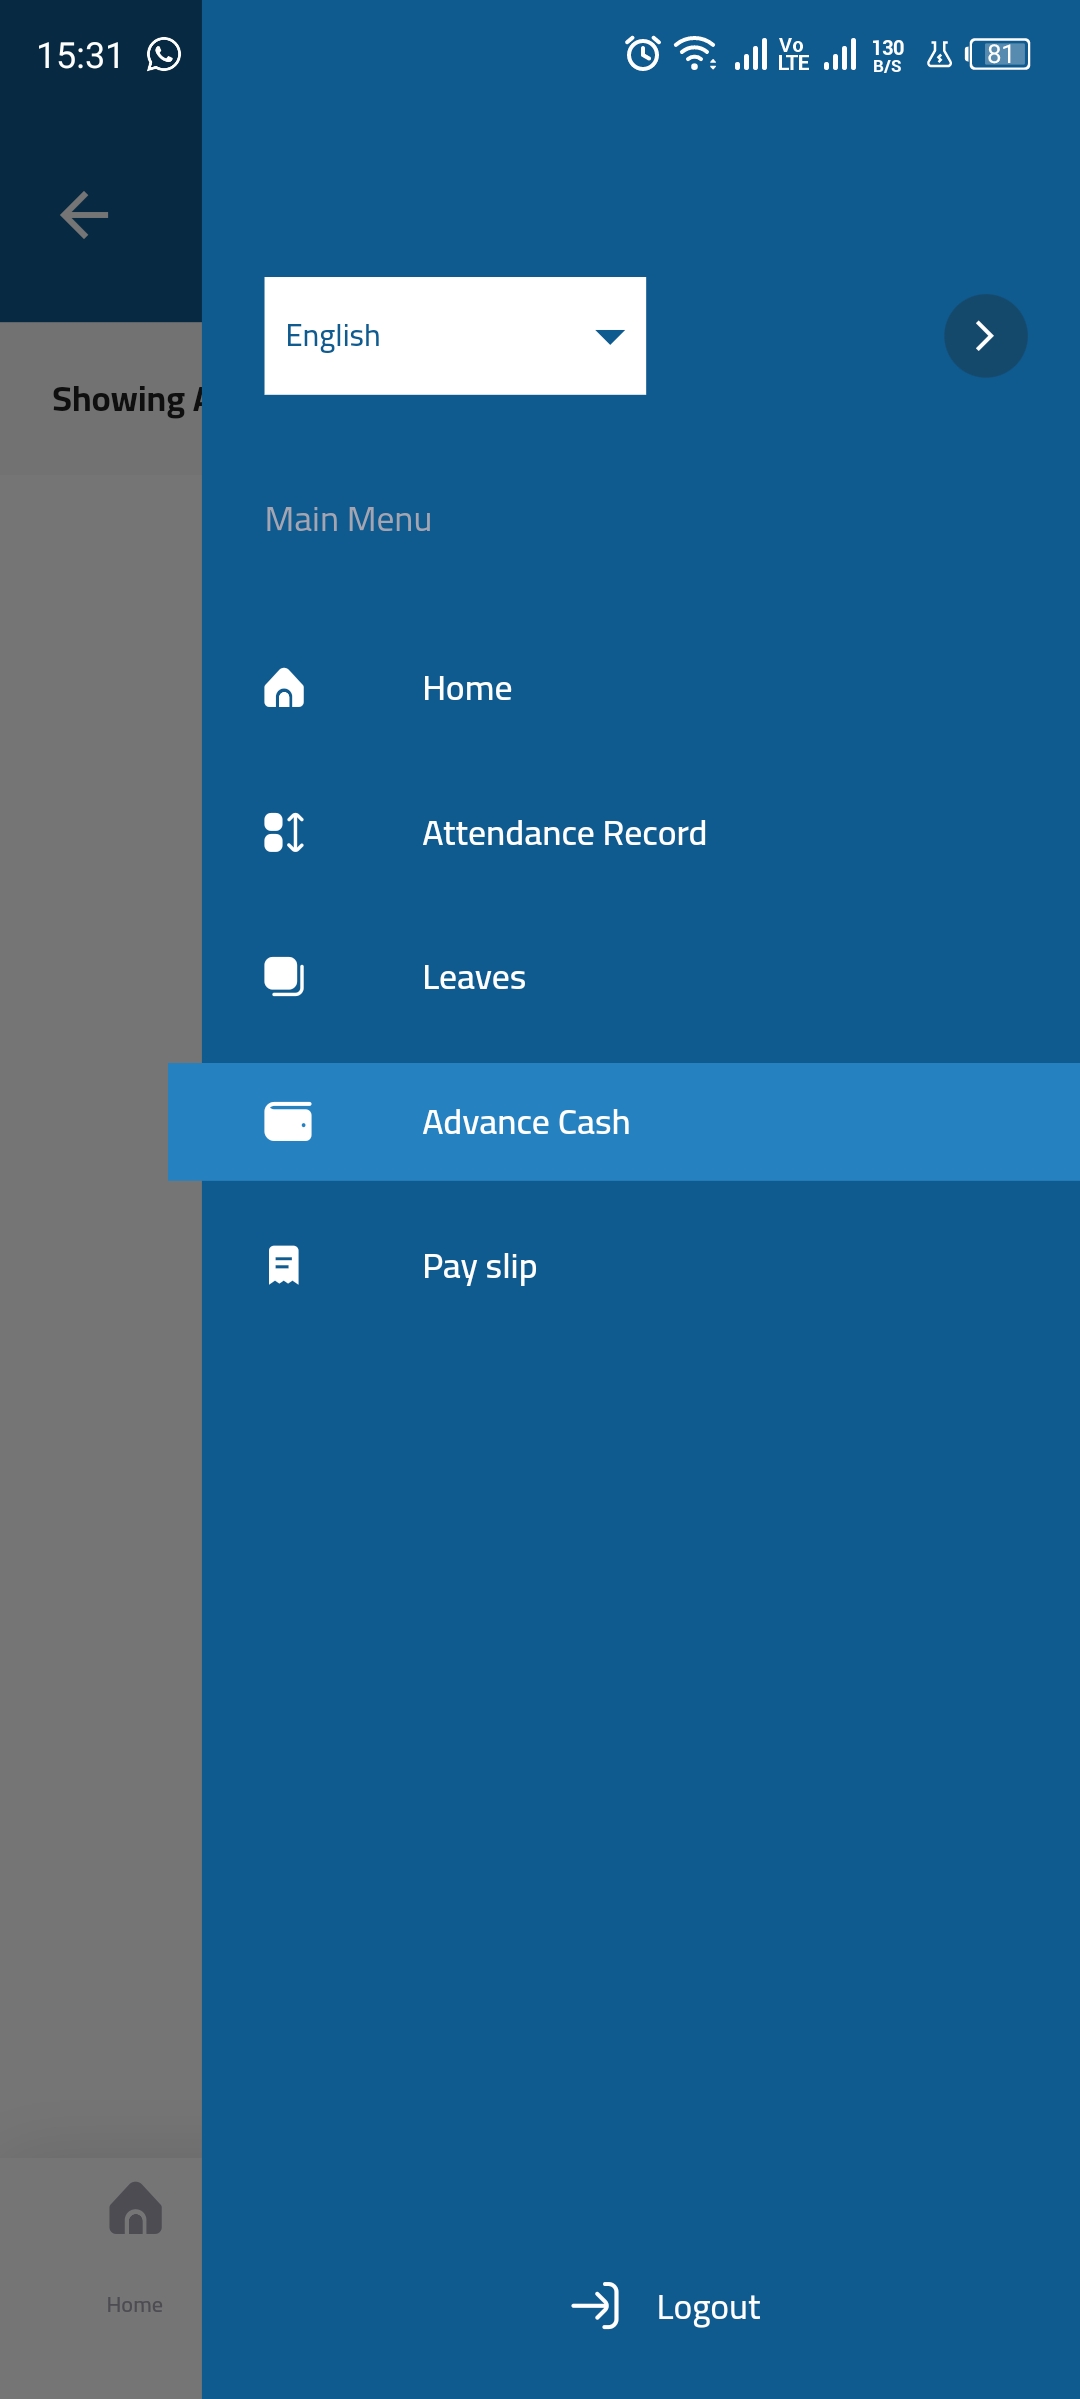 15:31
Vo LTE
130 B/S
81
English
Showing
Main Menu
Home
Attendance Record
Leaves
Advance Cash
Pay slip
Home
Logout